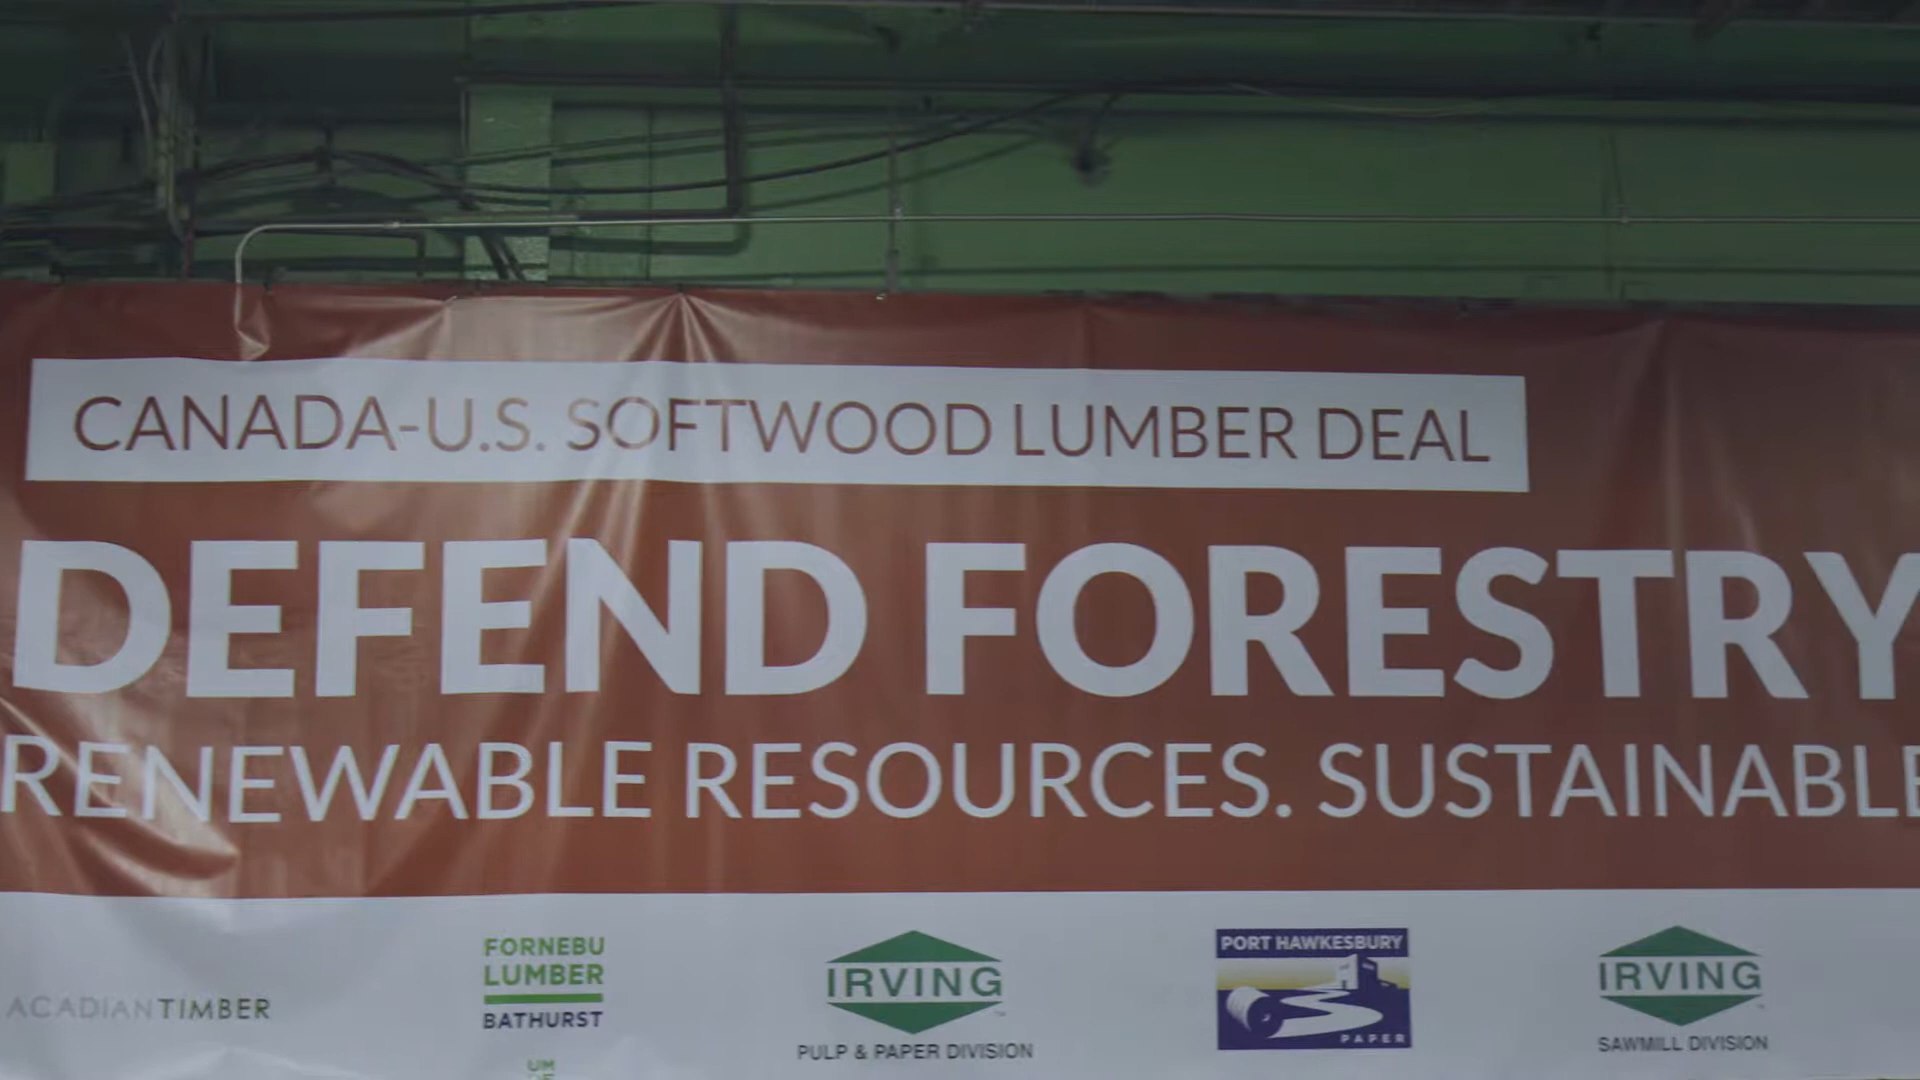 CANADA-U.S. SOFTWOOD LUMBER DEAL
DEFEND FORESTRY
RENEWABLE RESOURCES. SUSTAINABLE
ACADIANTIMBER
FORNEBU
LUMBER
BATHURST
IRVING
PULP & PAPER DIVISION
PORT HAWKESBURY
PAPER
IRVING
SAWMILL DIVISION
UM